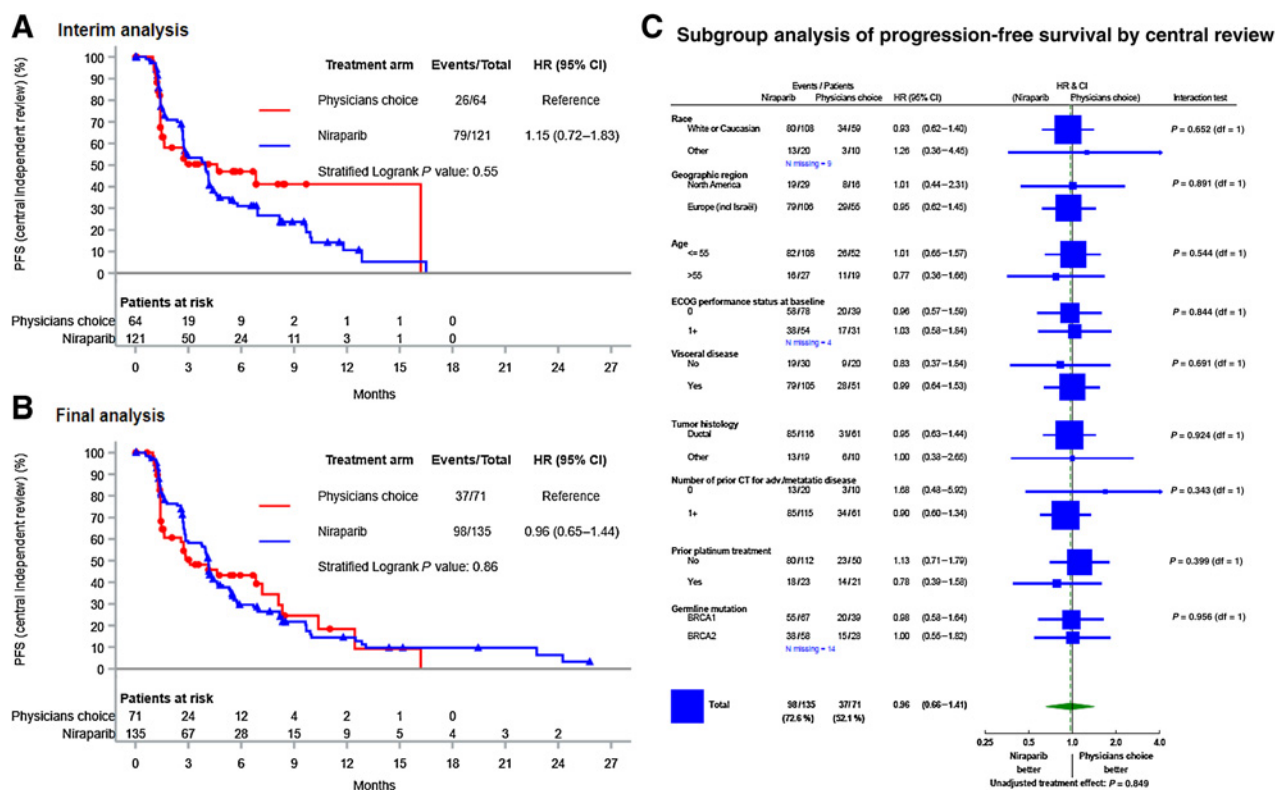 A Interim analysis
PFS (central independent review) (%)
100
90
80
70
60
50
40
30
20
10
0
Treatment arm Events/Total HR (95% CI)
Physicians choice 26/64 Reference
Niraparib 79/121 1.15 (0.72–1.83)
Stratified Logrank P value: 0.55
Patients at risk
Physicians choice 64 19 9 2 1 1 0
Niraparib 121 50 24 11 3 1 0
0 3 6 9 12 15 18 21 24 27
Months
B Final analysis
PFS (central independent review) (%)
100
90
80
70
60
50
40
30
20
10
0
Treatment arm Events/Total HR (95% CI)
Physicians choice 37/71 Reference
Niraparib 98/135 0.96 (0.65–1.44)
Stratified Logrank P value: 0.86
Patients at risk
Physicians choice 71 24 12 4 2 1 0
Niraparib 135 67 28 15 9 5 4 3 2
0 3 6 9 12 15 18 21 24 27
Months
C Subgroup analysis of progression-free survival by central review
Events / Patients HR & CI
Niraparib Physicians choice HR (95% CI) (Niraparib Physicians choice) Interaction test
Race
White or Caucasian 80/108 34/59 0.93 (0.62–1.40) P = 0.652 (df = 1)
Other 13/20 3/10 1.26 (0.36–4.45)
N missing = 9
Geographic region
North America 19/29 8/16 1.01 (0.44–2.31) P = 0.891 (df = 1)
Europe (incl Israël) 79/106 29/55 0.95 (0.62–1.45)
Age
<= 55 82/108 26/52 1.01 (0.65–1.57) P = 0.544 (df = 1)
>55 16/27 11/19 0.77 (0.36–1.66)
ECOG performance status at baseline
0 58/78 20/39 0.96 (0.57–1.59) P = 0.844 (df = 1)
1+ 38/54 17/31 1.03 (0.58–1.84)
N missing = 4
Visceral disease
No 19/30 9/20 0.83 (0.37–1.84) P = 0.691 (df = 1)
Yes 79/105 28/51 0.99 (0.64–1.53)
Tumor histology
Ductal 85/116 31/61 0.95 (0.63–1.44) P = 0.924 (df = 1)
Other 13/19 6/10 1.00 (0.38–2.65)
Number of prior CT for adv./metatatic disease
0 13/20 3/10 1.68 (0.48–5.92) P = 0.343 (df = 1)
1+ 85/115 34/61 0.90 (0.60–1.34)
Prior platinum treatment
No 80/112 23/50 1.13 (0.71–1.79) P = 0.399 (df = 1)
Yes 18/23 14/21 0.78 (0.39–1.58)
Germline mutation
BRCA1 55/67 20/39 0.98 (0.58–1.64) P = 0.956 (df = 1)
BRCA2 38/58 15/28 1.00 (0.55–1.82)
N missing = 14
Total 98/135 37/71 0.96 (0.66–1.41)
(72.6 %) (52.1 %)
0.25 0.5 1.0 2.0 4.0
Niraparib Physicians choice
better better
Unadjusted treatment effect: P = 0.849